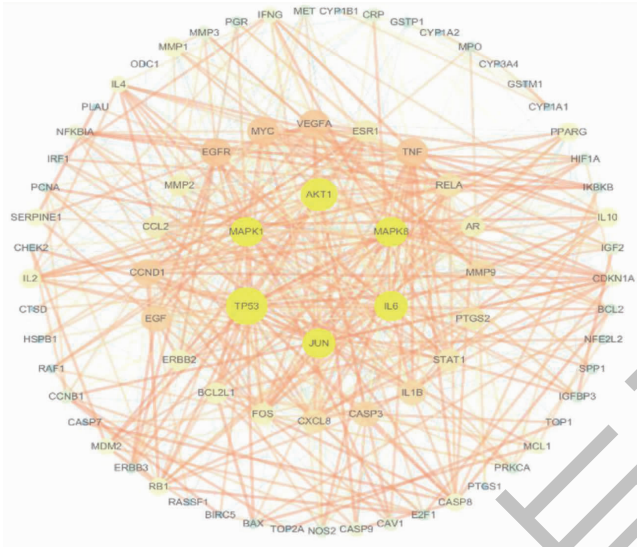 IFNG
MET
CYP1B1
CRP
GSTP1
CYP1A2
MPO
CYP3A4
GSTM1
CYP1A1
PPARG
HIF1A
IKBKB
IL10
IGF2
CDKN1A
BCL2
NFE2L2
SPP1
IGFBP3
TOP1
MCL1
PRKCA
PTGS1
CASP8
E2F1
CAV1
CASP9
NOS2
TOP2A
BAX
BIRC5
RASSF1
RB1
ERBB3
MDM2
CASP7
CCNB1
RAF1
HSPB1
CTSD
IL2
CHEK2
SERPINE1
PCNA
IRF1
NFKBIA
PLAU
IL4
ODC1
MMP1
MMP3
PGR
VEGFA
ESR1
TNF
RELA
AR
MMP9
PTGS2
STAT1
IL1B
CASP3
CXCL8
FOS
BCL2L1
ERBB2
EGF
CCND1
CCL2
MMP2
EGFR
MYC
AKT1
MAPK8
IL6
JUN
TP53
MAPK1